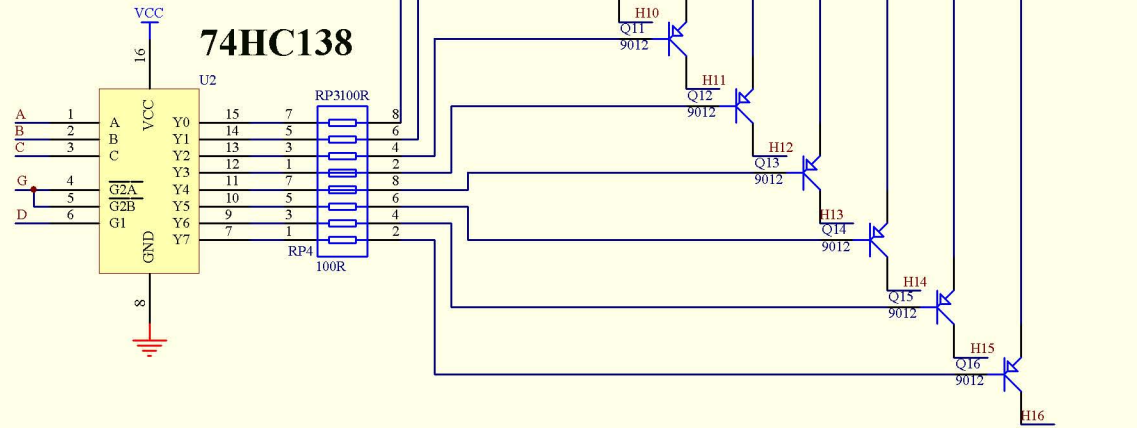 VCC
H10
Q11
9012
74HC138
16
U2
H11
Q12
9012
RP3100R
A 1 A VCC Y0 15 7 8
B 2 B Y1 14 5 6
C 3 C Y2 13 3 4
Y3 12 1 2
H12
Q13
9012
G 4 G2A Y4 11 7 8
5 G2B Y5 10 5 6
D 6 G1 Y6 9 3 4
GND Y7 7 1 2
H13
Q14
9012
RP4
100R
8
H14
Q15
9012
H15
Q16
9012
H16